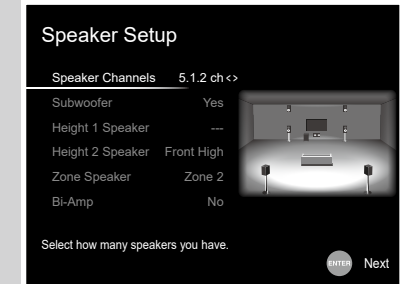 Speaker Setup
Speaker Channels 5.1.2 ch <>
Subwoofer Yes
Height 1 Speaker ---
Height 2 Speaker Front High
Zone Speaker Zone 2
Bi-Amp No
Select how many speakers you have.
ENTER Next